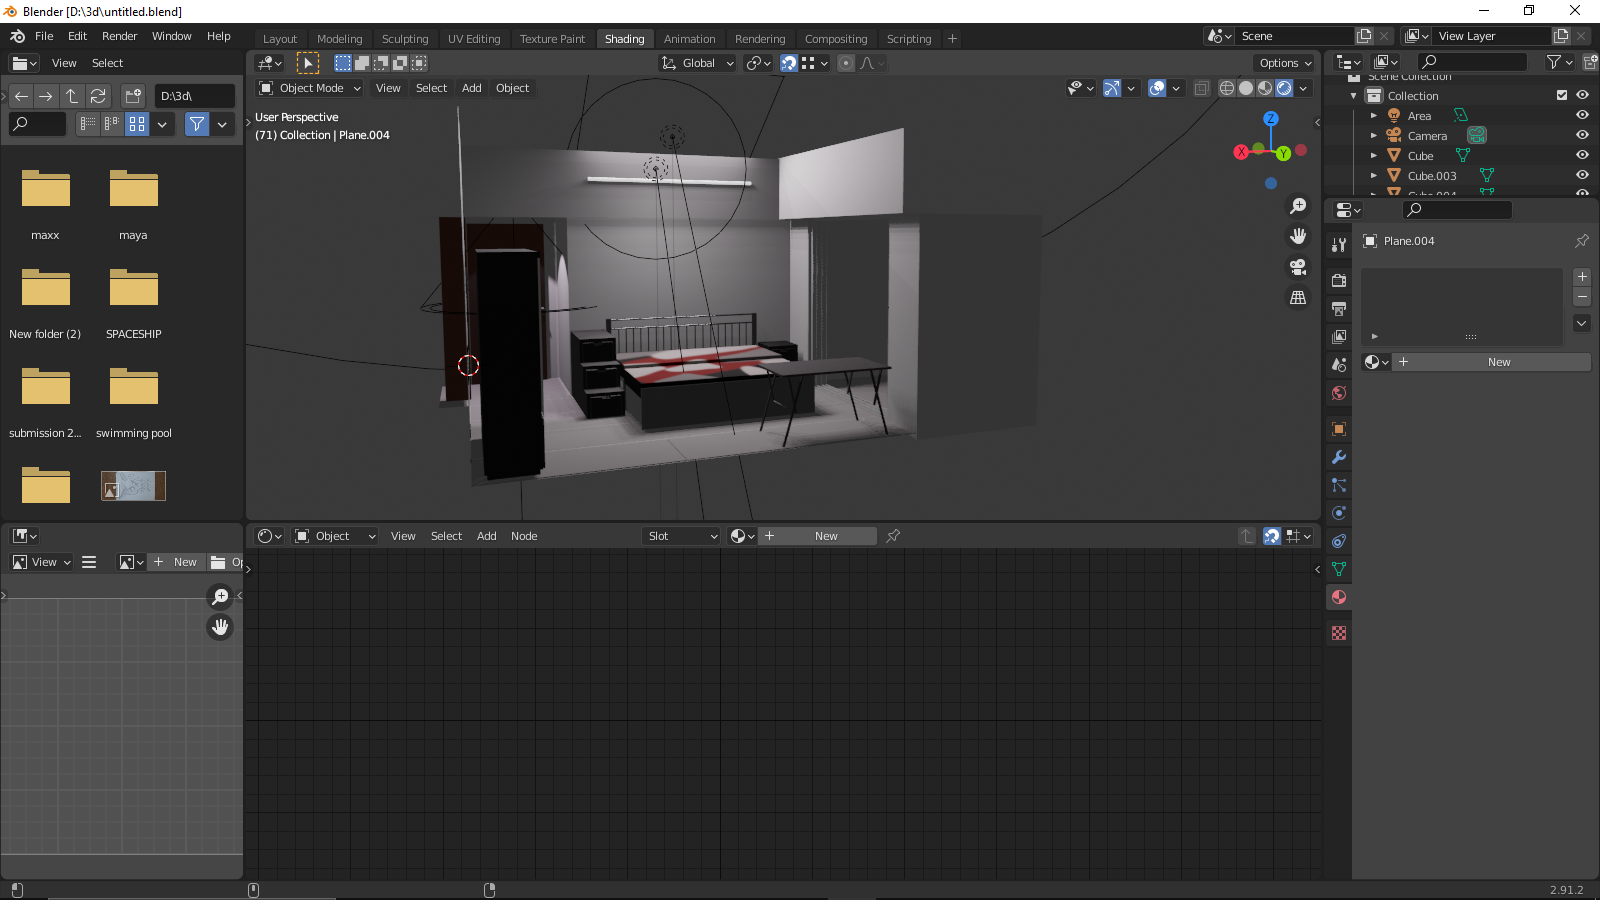 Blender [D:\3d\untitled.blend]
File Edit Render Window Help
Layout Modeling Sculpting UV Editing Texture Paint Shading Animation Rendering Compositing Scripting
Scene
View Layer
View Select
Global
Options
D:\3d\
Object Mode View Select Add Object
User Perspective
(71) Collection | Plane.004
Z
X
Y
maxx maya
New folder (2) SPACESHIP
submission 2... swimming pool
Scene Collection
Collection
Area
Camera
Cube
Cube.003
Cube.004
Plane.004
New
Object View Select Add Node
Slot
New
View
New
Op
2.91.2